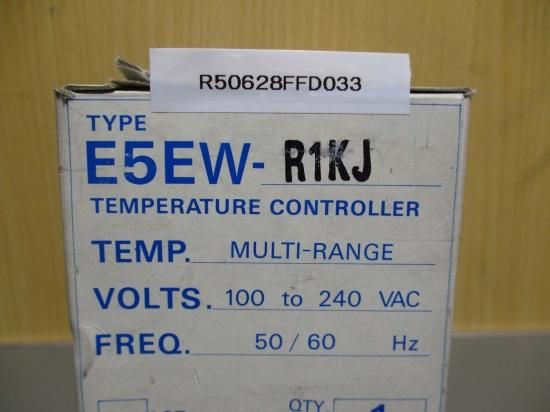 R50628FFD033
TYPE
E5EW-R1KJ
TEMPERATURE CONTROLLER
TEMP. MULTI-RANGE
VOLTS. 100 to 240 VAC
FREQ. 50/60 Hz
QTY. 1